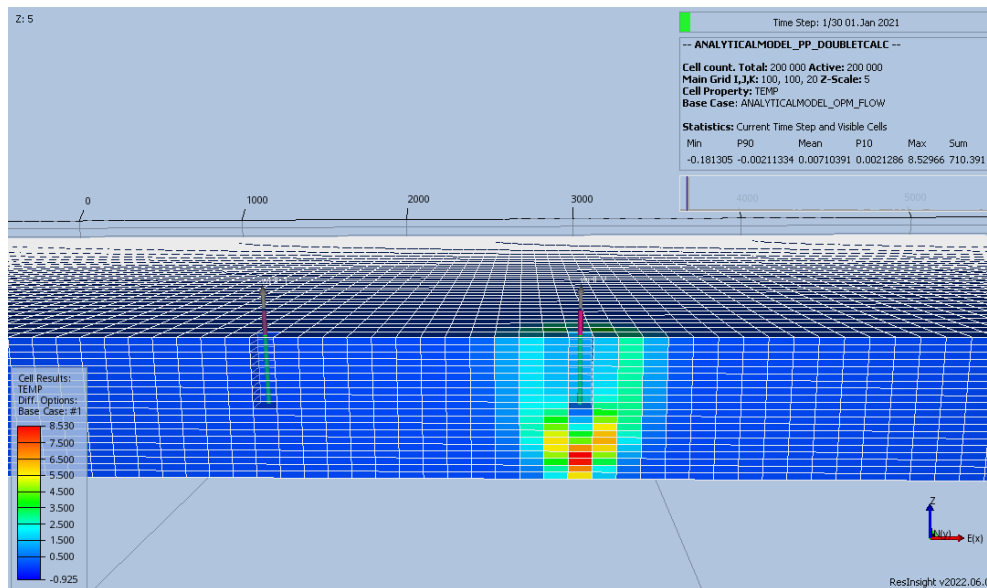 Z: 5
Time Step: 1/30 01.Jan 2021
-- ANALYTICALMODEL_PP_DOUBLETCALC --
Cell count. Total: 200 000 Active: 200 000
Main Grid I,J,K: 100, 100, 20 Z-Scale: 5
Cell Property: TEMP
Base Case: ANALYTICALMODEL_OPM_FLOW
Statistics: Current Time Step and Visible Cells
Min P90 Mean P10 Max Sum
-0.181305 -0.00211334 0.00710391 0.0021286 8.52966 710.391
0 1000 2000 3000 4000 5000
Cell Results:
TEMP
Diff. Options:
Base Case: #1
8.530
7.500
6.500
5.500
4.500
3.500
2.500
1.500
0.500
-0.925
Z
N(y)
E(x)
ResInsight v2022.06.